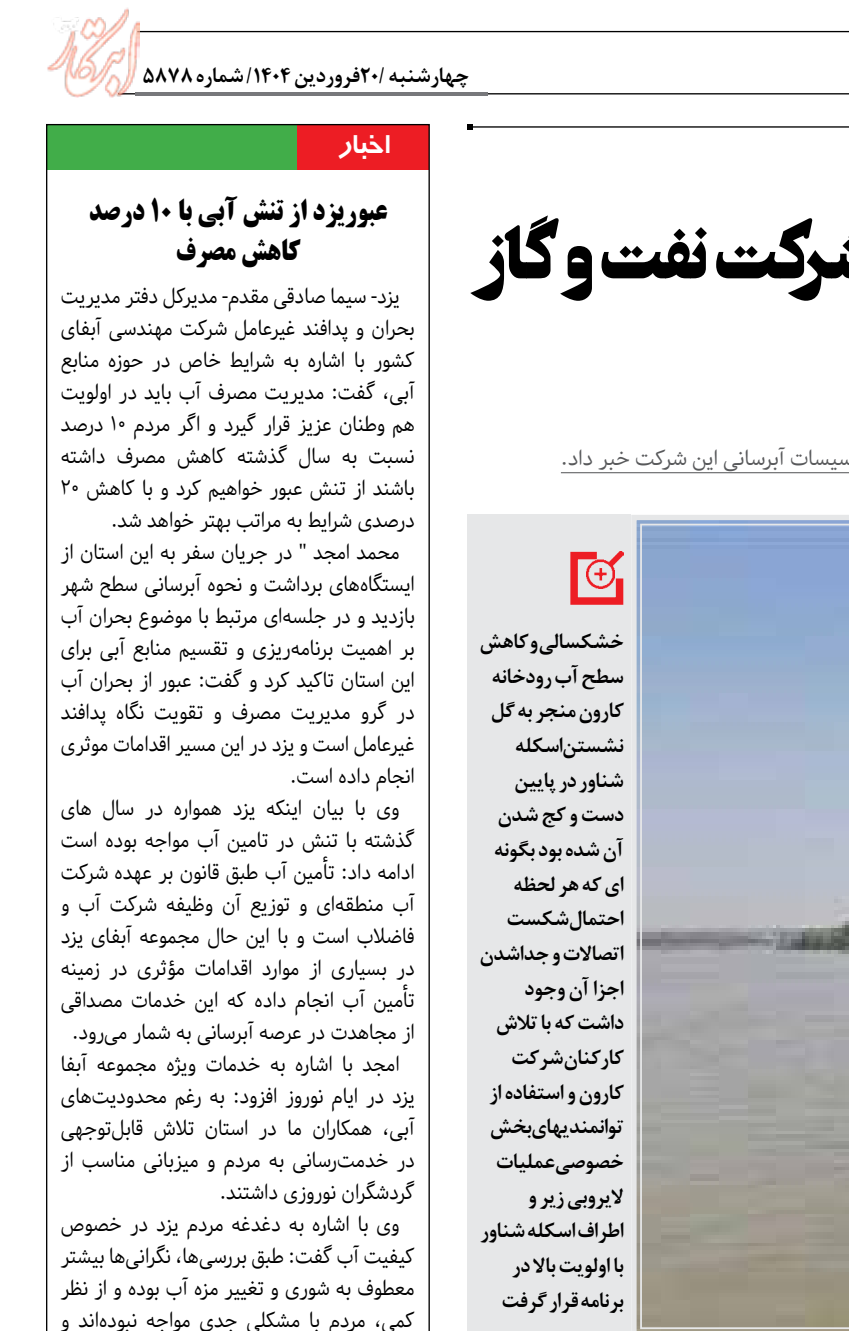 ابتکار
چهارشنبه /۲۰فروردین ۱۴۰۴/ شماره ۵۸۷۸
شرکت نفت و گاز
سیسات آبرسانی این شرکت خبر داد.
خشکسالی و کاهش
سطح آب رودخانه
کارون منجر به گل
نشستن اسکله
شناور در پایین
دست و کج شدن
آن شده بود بگونه
ای که هر لحظه
احتمال شکست
اتصالات و جداشدن
اجزا آن وجود
داشت که با تلاش
کارکنان شرکت
کارون و استفاده از
توانمندیهای بخش
خصوصی عملیات
لایروبی زیر و
اطراف اسکله شناور
با اولویت بالا در
برنامه قرار گرفت
اخبار
عبور یزد از تنش آبی با ۱۰ درصد
کاهش مصرف
یزد- سیما صادقی مقدم- مدیرکل دفتر مدیریت
بحران و پدافند غیرعامل شرکت مهندسی آبفای
کشور با اشاره به شرایط خاص در حوزه منابع
آبی، گفت: مدیریت مصرف آب باید در اولویت
هم وطنان عزیز قرار گیرد و اگر مردم ۱۰ درصد
نسبت به سال گذشته کاهش مصرف داشته
باشند از تنش عبور خواهیم کرد و با کاهش ۲۰
درصدی شرایط به مراتب بهتر خواهد شد.
محمد امجد " در جریان سفر به این استان از
ایستگاه‌های برداشت و نحوه آبرسانی سطح شهر
بازدید و در جلسه‌ای مرتبط با موضوع بحران آب
بر اهمیت برنامه‌ریزی و تقسیم منابع آبی برای
این استان تاکید کرد و گفت: عبور از بحران آب
در گرو مدیریت مصرف و تقویت نگاه پدافند
غیرعامل است و یزد در این مسیر اقدامات موثری
انجام داده است.
وی با بیان اینکه یزد همواره در سال های
گذشته با تنش در تامین آب مواجه بوده است
ادامه داد: تأمین آب طبق قانون بر عهده شرکت
آب منطقه‌ای و توزیع آن وظیفه شرکت آب و
فاضلاب است و با این حال مجموعه آبفای یزد
در بسیاری از موارد اقدامات مؤثری در زمینه
تأمین آب انجام داده که این خدمات مصداقی
از مجاهدت در عرصه آبرسانی به شمار می‌رود.
امجد با اشاره به خدمات ویژه مجموعه آبفا
یزد در ایام نوروز افزود: به رغم محدودیت‌های
آبی، همکاران ما در استان تلاش قابل‌توجهی
در خدمت‌رسانی به مردم و میزبانی مناسب از
گردشگران نوروزی داشتند.
وی با اشاره به دغدغه مردم یزد در خصوص
کیفیت آب گفت: طبق بررسی‌ها، نگرانی‌ها بیشتر
معطوف به شوری و تغییر مزه آب بوده و از نظر
کمی، مردم با مشکلی جدی مواجه نبوده‌اند و